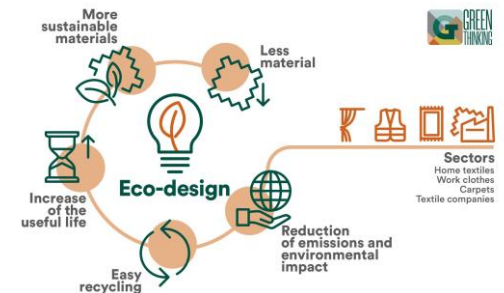 More
sustainable
materials
Less
material
GREEN
THINKING
Eco-design
Increase
of the
useful life
Easy
recycling
Reduction
of emissions and
environmental
impact
Sectors
Home textiles
Work clothes
Carpets
Textile companies